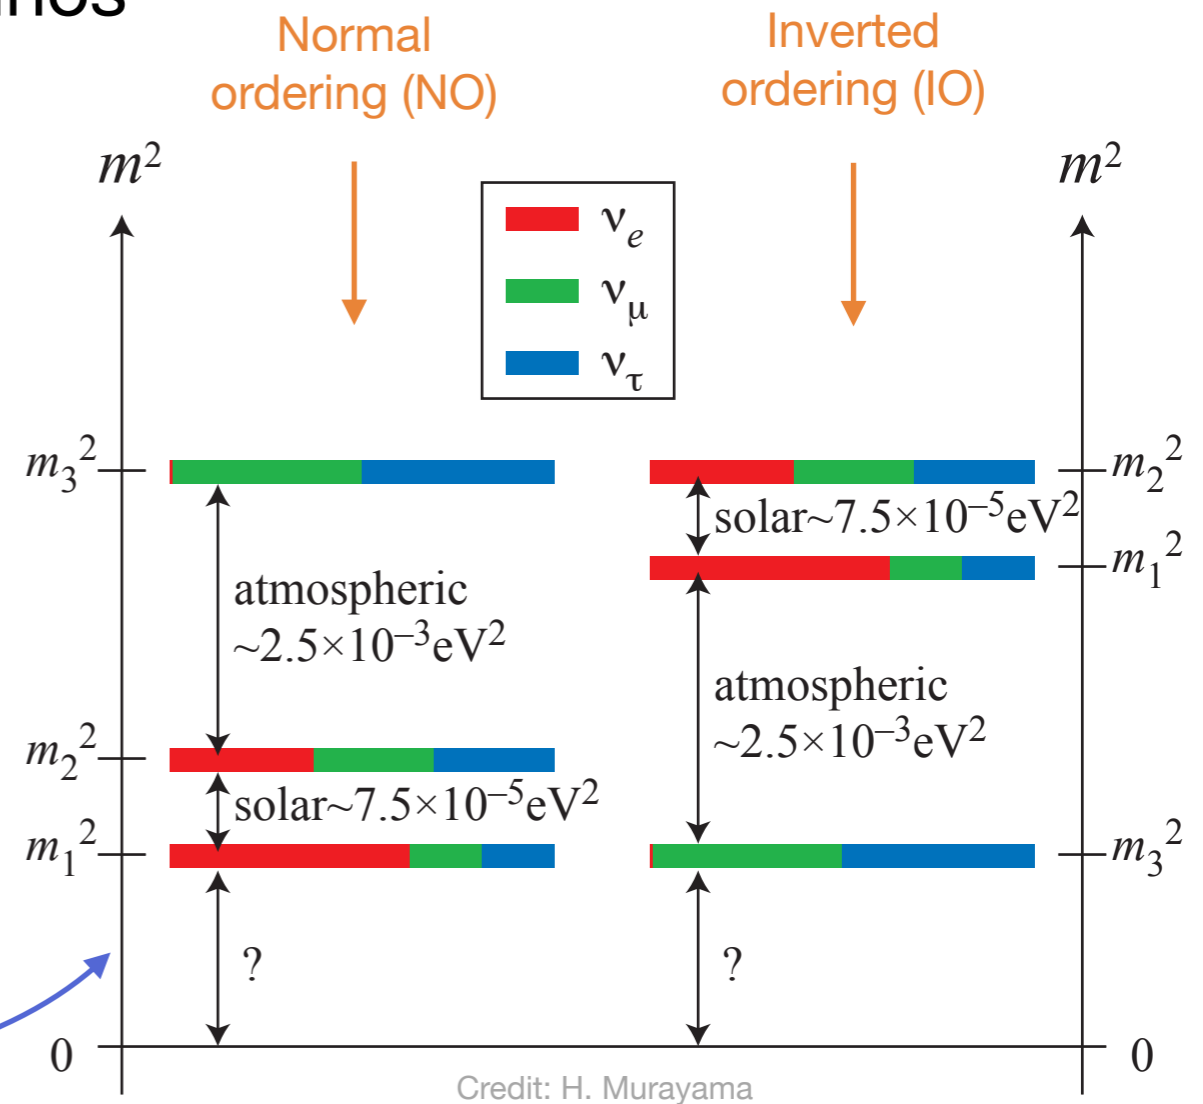 Normal
ordering (NO)
Inverted
ordering (IO)
m²
m²
νe
νμ
ντ
m₃²
m₂²
solar~7.5×10⁻⁵eV²
m₁²
atmospheric
~2.5×10⁻³eV²
atmospheric
~2.5×10⁻³eV²
m₂²
solar~7.5×10⁻⁵eV²
m₁²
m₃²
?
?
0
0
Credit: H. Murayama